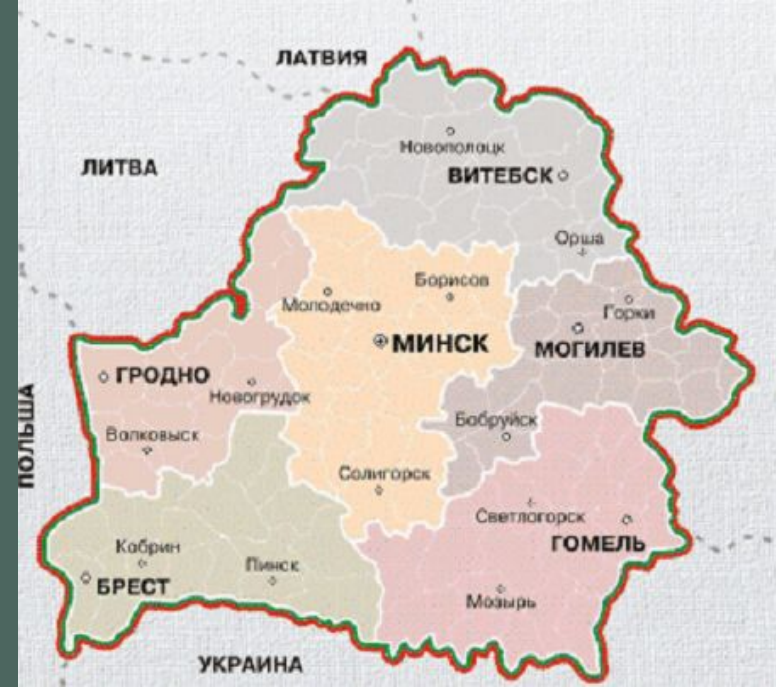 ЛАТВИЯ
Новополоцк
ЛИТВА
ВИТЕБСК
Орша
Борисов
Молодечно
Горки
МИНСК
МОГИЛЕВ
ГРОДНО
Новогрудок
ПОЛЬША
Бобруйск
Волковыск
Солигорск
Светлогорск
ГОМЕЛЬ
Кобрин
Пинск
БРЕСТ
Мозырь
УКРАИНА